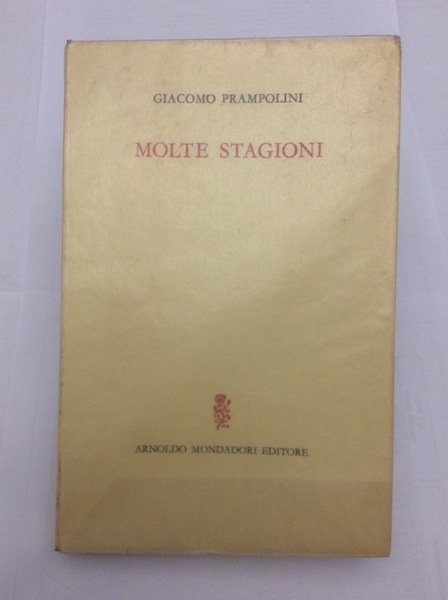 GIACOMO PRAMPOLINI
MOLTE STAGIONI
ARNOLDO MONDADORI EDITORE